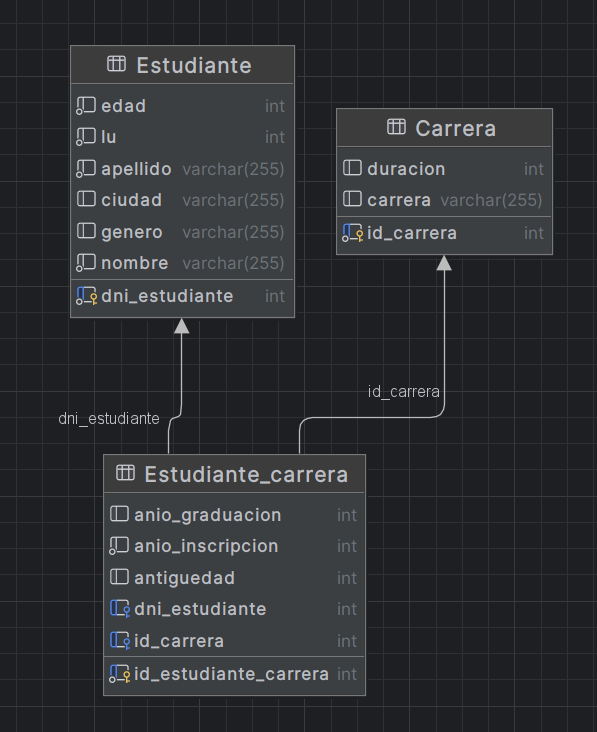 Estudiante
edad int
lu int
apellido varchar(255)
ciudad varchar(255)
genero varchar(255)
nombre varchar(255)
dni_estudiante int
Carrera
duracion int
carrera varchar(255)
id_carrera int
dni_estudiante
id_carrera
Estudiante_carrera
anio_graduacion int
anio_inscripcion int
antiguedad int
dni_estudiante int
id_carrera int
id_estudiante_carrera int